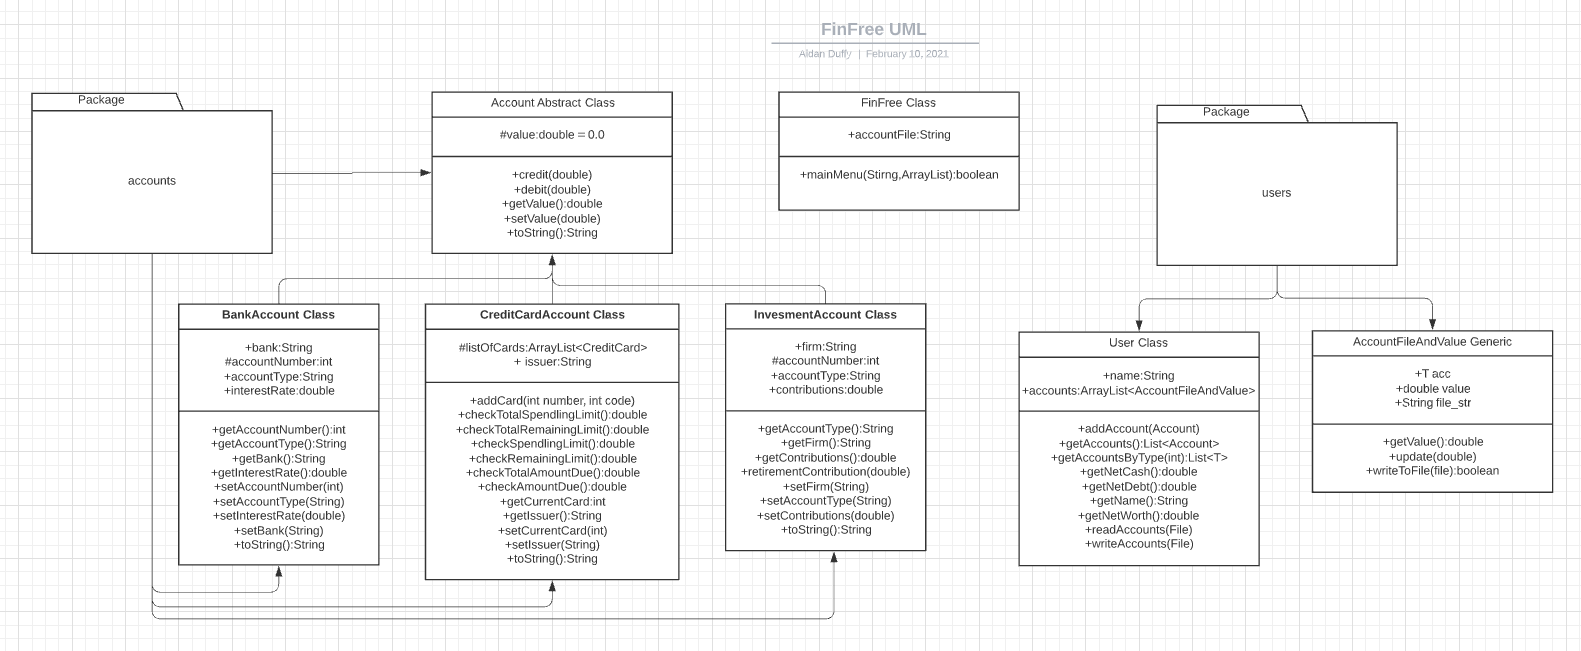 FinFree UML
Aidan Duffy | February 10, 2021
Package
accounts
Account Abstract Class
#value:double = 0.0
+credit(double)
+debit(double)
+getValue():double
+setValue(double)
+toString():String
FinFree Class
+accountFile:String
+mainMenu(Stirng,ArrayList):boolean
Package
users
BankAccount Class
+bank:String
#accountNumber:int
+accountType:String
+interestRate:double
+getAccountNumber():int
+getAccountType():String
+getBank():String
+getInterestRate():double
+setAccountNumber(int)
+setAccountType(String)
+setInterestRate(double)
+setBank(String)
+toString():String
CreditCardAccount Class
#listOfCards:ArrayList<CreditCard>
+ issuer:String
+addCard(int number, int code)
+checkTotalSpendlingLimit():double
+checkTotalRemainingLimit():double
+checkSpendlingLimit():double
+checkRemainingLimit():double
+checkTotalAmountDue():double
+checkAmountDue():double
+getCurrentCard:int
+getIssuer():String
+setCurrentCard(int)
+setIssuer(String)
+toString():String
InvesmentAccount Class
+firm:String
#accountNumber:int
+accountType:String
+contributions:double
+getAccountType():String
+getFirm():String
+getContributions():double
+retirementContribution(double)
+setFirm(String)
+setAccountType(String)
+setContributions(double)
+toString():String
User Class
+name:String
+accounts:ArrayList<AccountFileAndValue>
+addAccount(Account)
+getAccounts():List<Account>
+getAccountsByType(int):List<T>
+getNetCash():double
+getNetDebt():double
+getName():String
+getNetWorth():double
+readAccounts(File)
+writeAccounts(File)
AccountFileAndValue Generic
+T acc
+double value
+String file_str
+getValue():double
+update(double)
+writeToFile(file):boolean